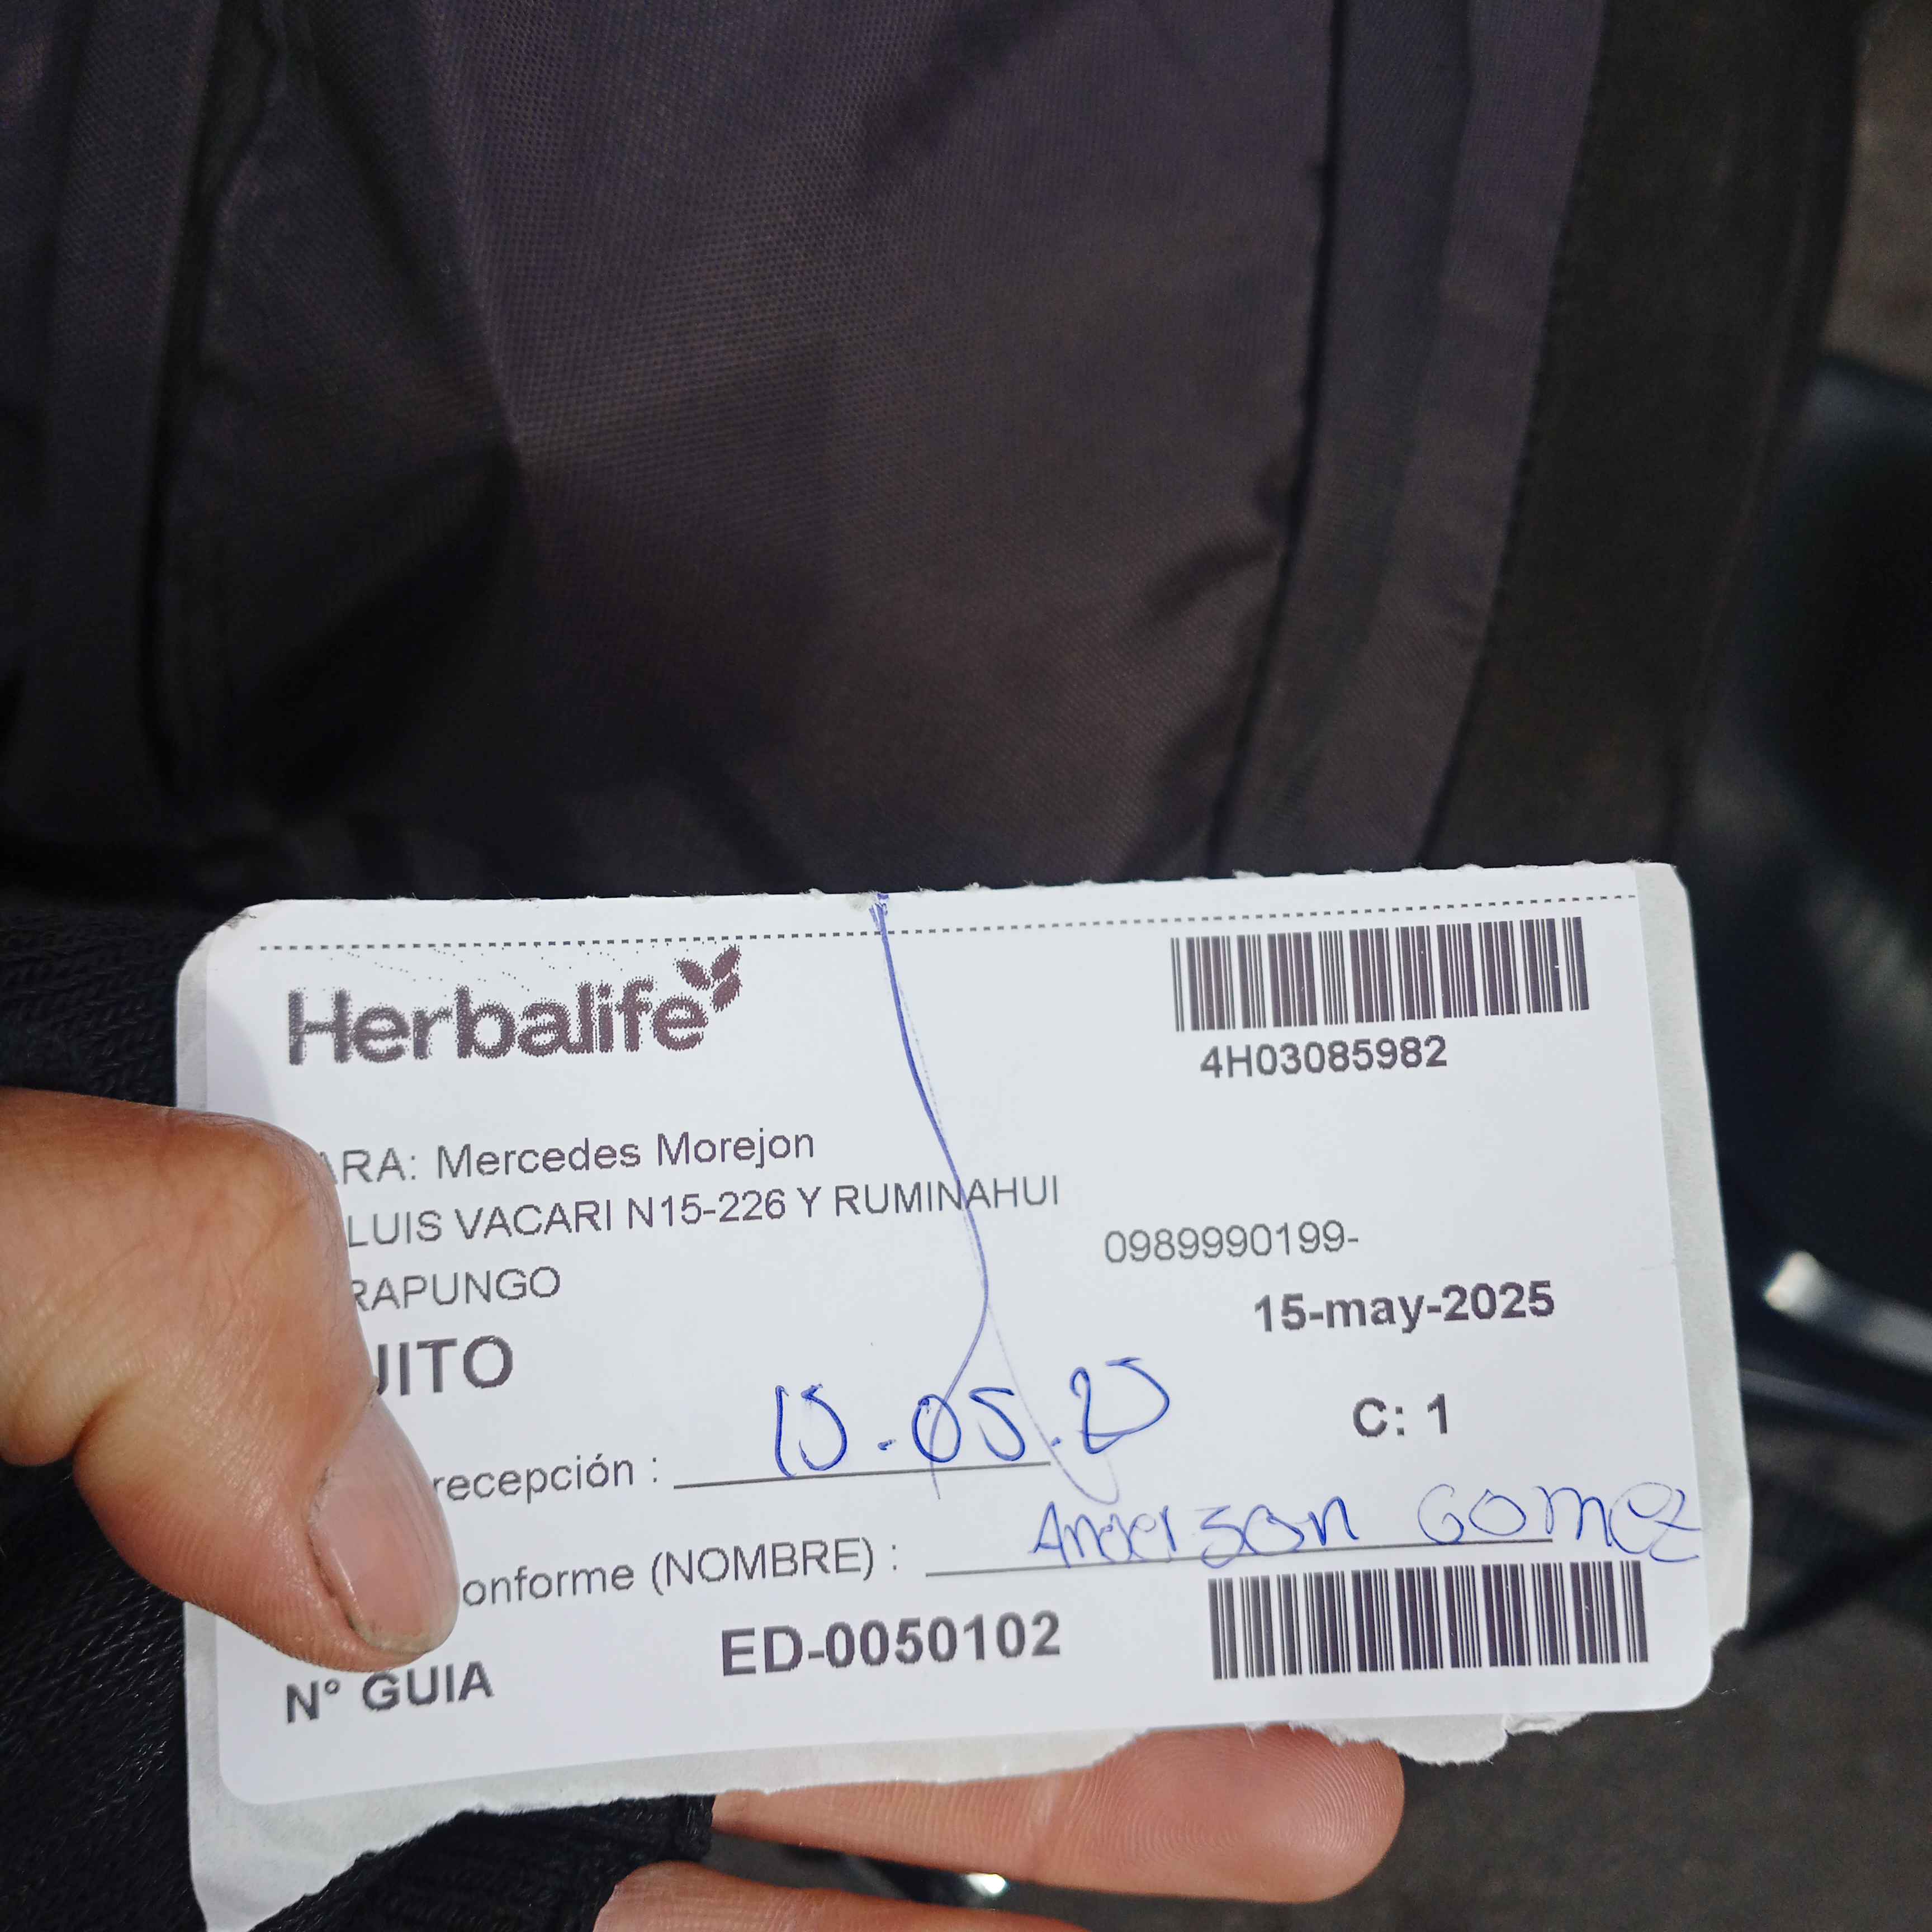 Herbalife
4H03085982
ARA: Mercedes Morejon
LUIS VACARI N15-226 Y RUMINAHUI
0989990199-
RAPUNGO
15-may-2025
UITO
C: 1
recepción : 15.05.25
onforme (NOMBRE) : Anderson Gomez
N° GUIA ED-0050102